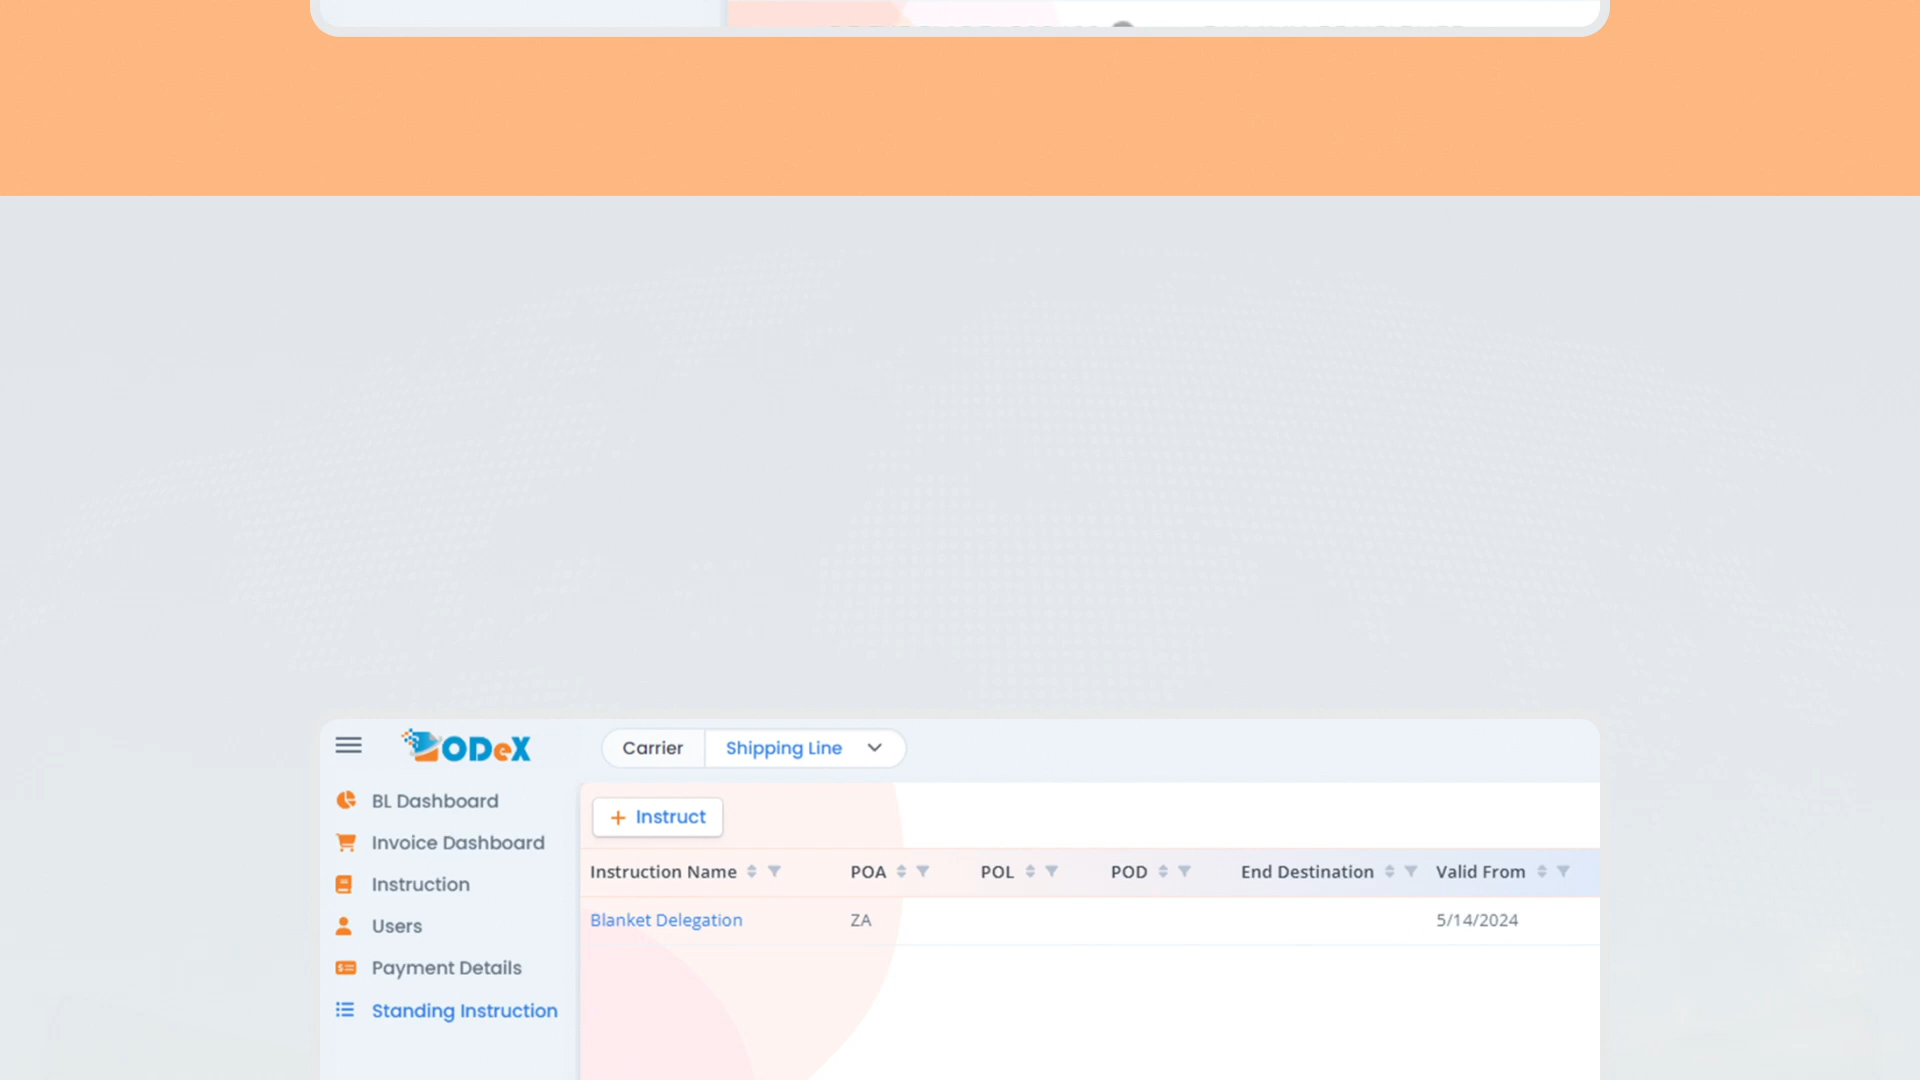 ODeX
Carrier Shipping Line
BL Dashboard
Invoice Dashboard
Instruction
Users
Payment Details
Standing Instruction
+ Instruct
Instruction Name POA POL POD End Destination Valid From
Blanket Delegation ZA 5/14/2024